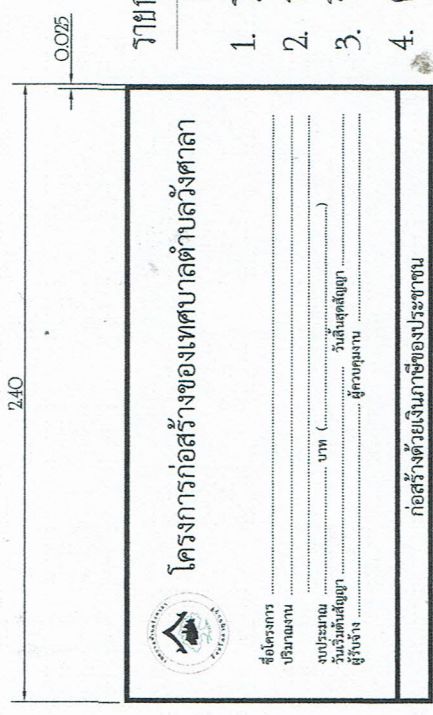 2.40
0.025
โครงการก่อสร้างของเทศบาลตำบลวังศาลา
ชื่อโครงการ
ปริมาณงาน
งบประมาณ บาท (....................)
วันเริ่มต้นสัญญา วันสิ้นสุดสัญญา
ผู้รับจ้าง ผู้ควบคุมงาน
ก่อสร้างด้วยเงินภาษีของประชาชน
1.
2.
3.
4.